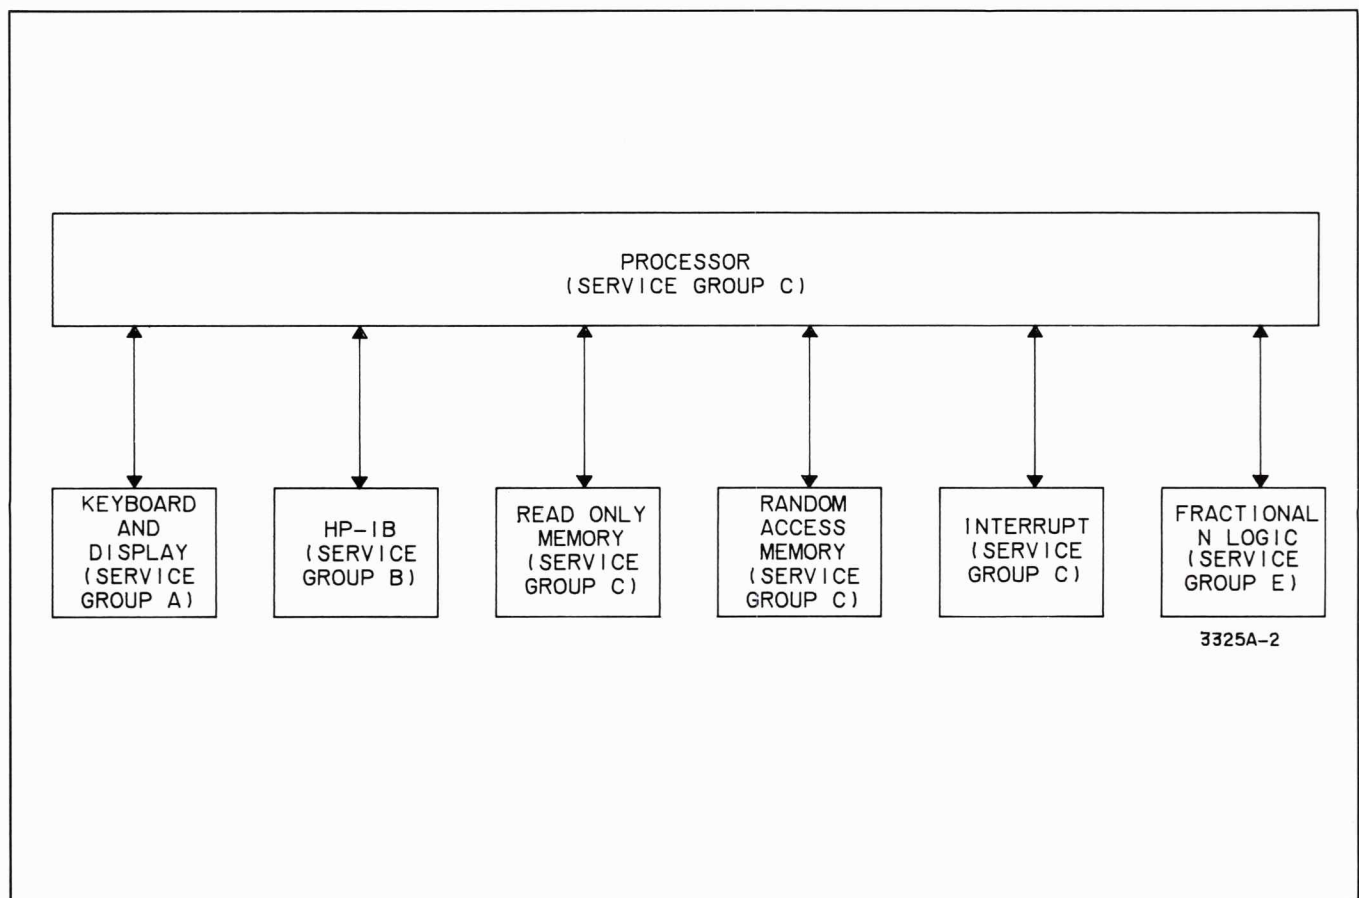 PROCESSOR
(SERVICE GROUP C)
KEYBOARD
AND
DISPLAY
(SERVICE
GROUP A)
HP-IB
(SERVICE
GROUP B)
READ ONLY
MEMORY
(SERVICE
GROUP C)
RANDOM
ACCESS
MEMORY
(SERVICE
GROUP C)
INTERRUPT
(SERVICE
GROUP C)
FRACTIONAL
N LOGIC
(SERVICE
GROUP E)
3325A-2